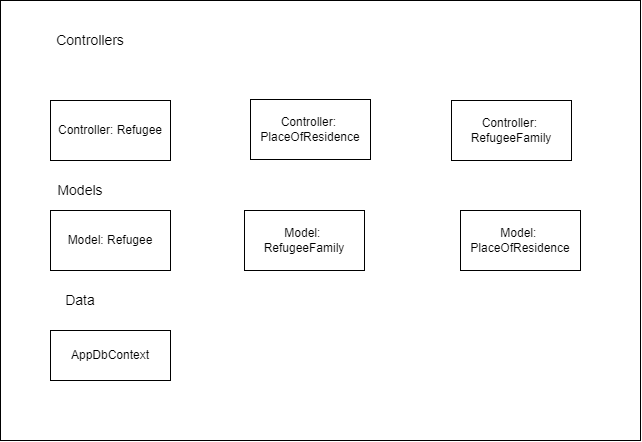 Controllers
Controller: Refugee
Controller:
PlaceOfResidence
Controller:
RefugeeFamily
Models
Model: Refugee
Model:
RefugeeFamily
Model:
PlaceOfResidence
Data
AppDbContext